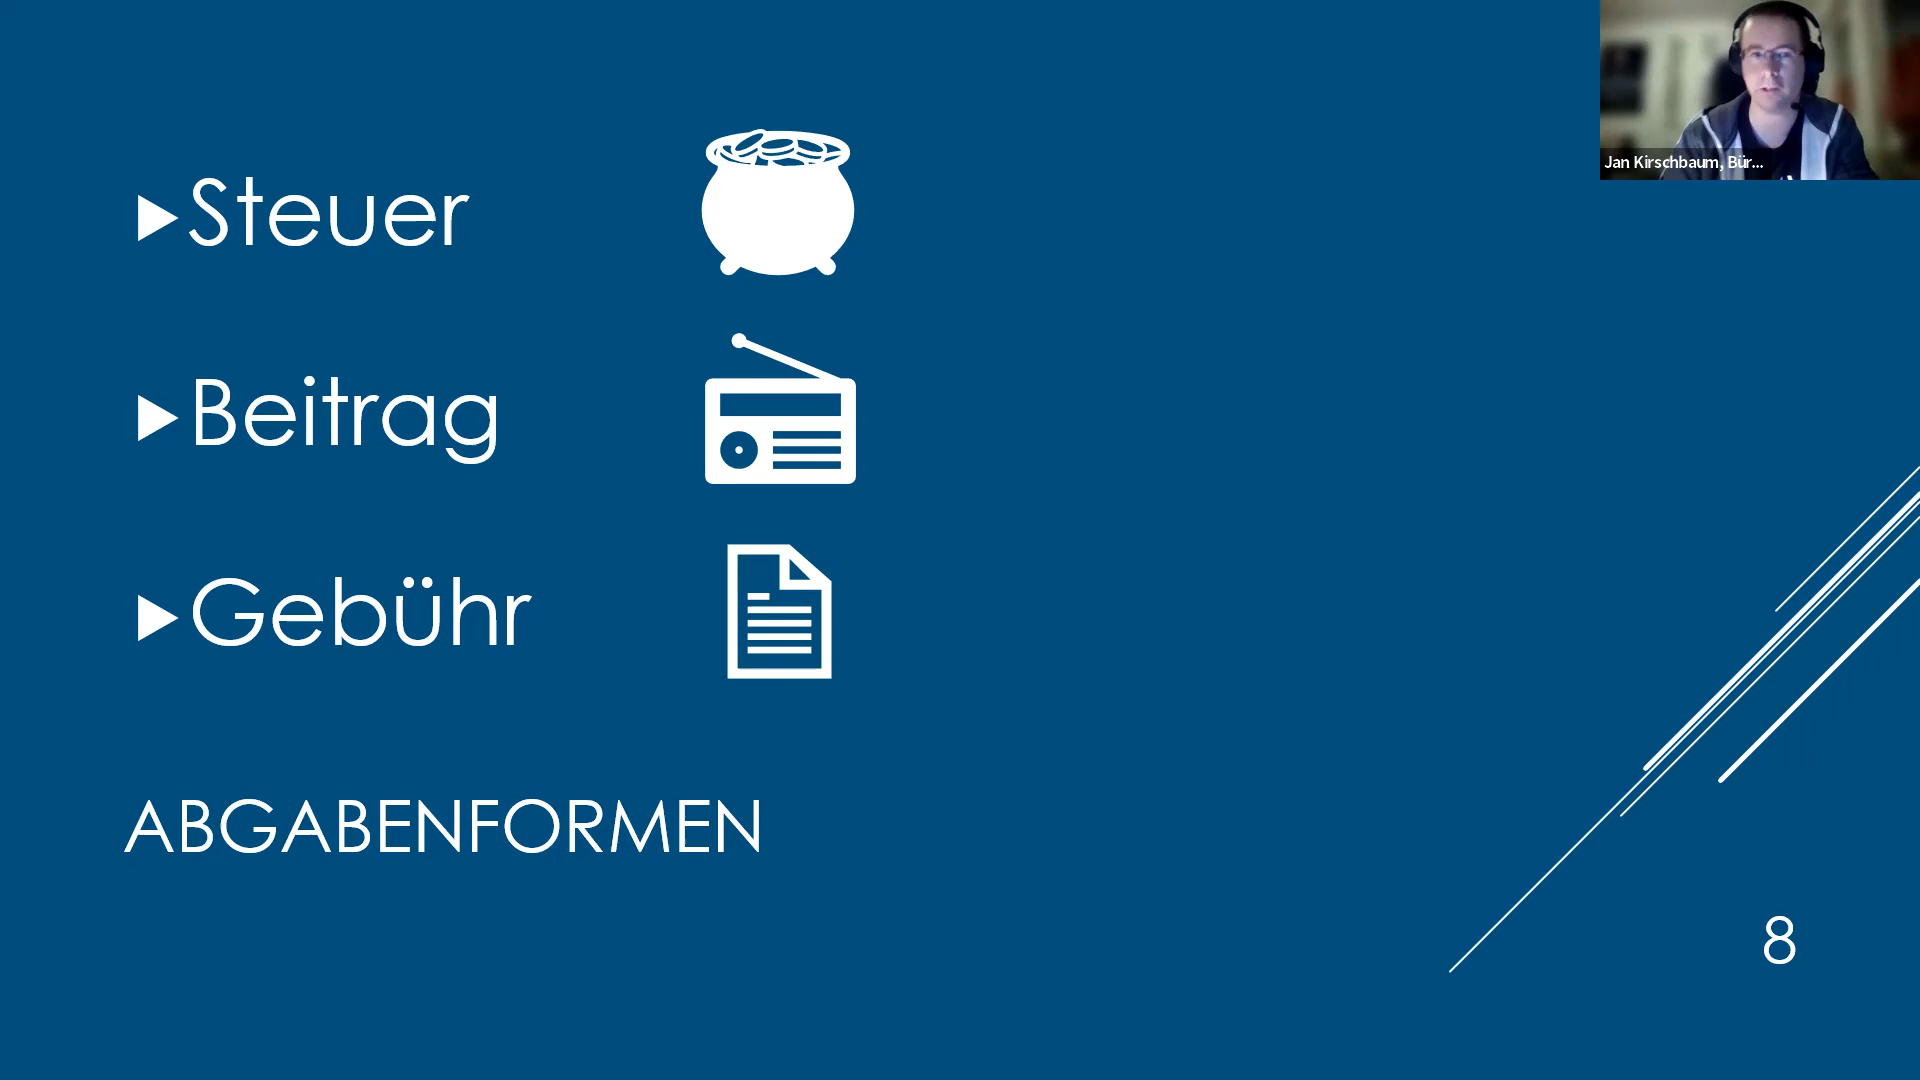 Steuer
Beitrag
Gebühr
ABGABENFORMEN
8
Jan Kirschbaum, Bür...